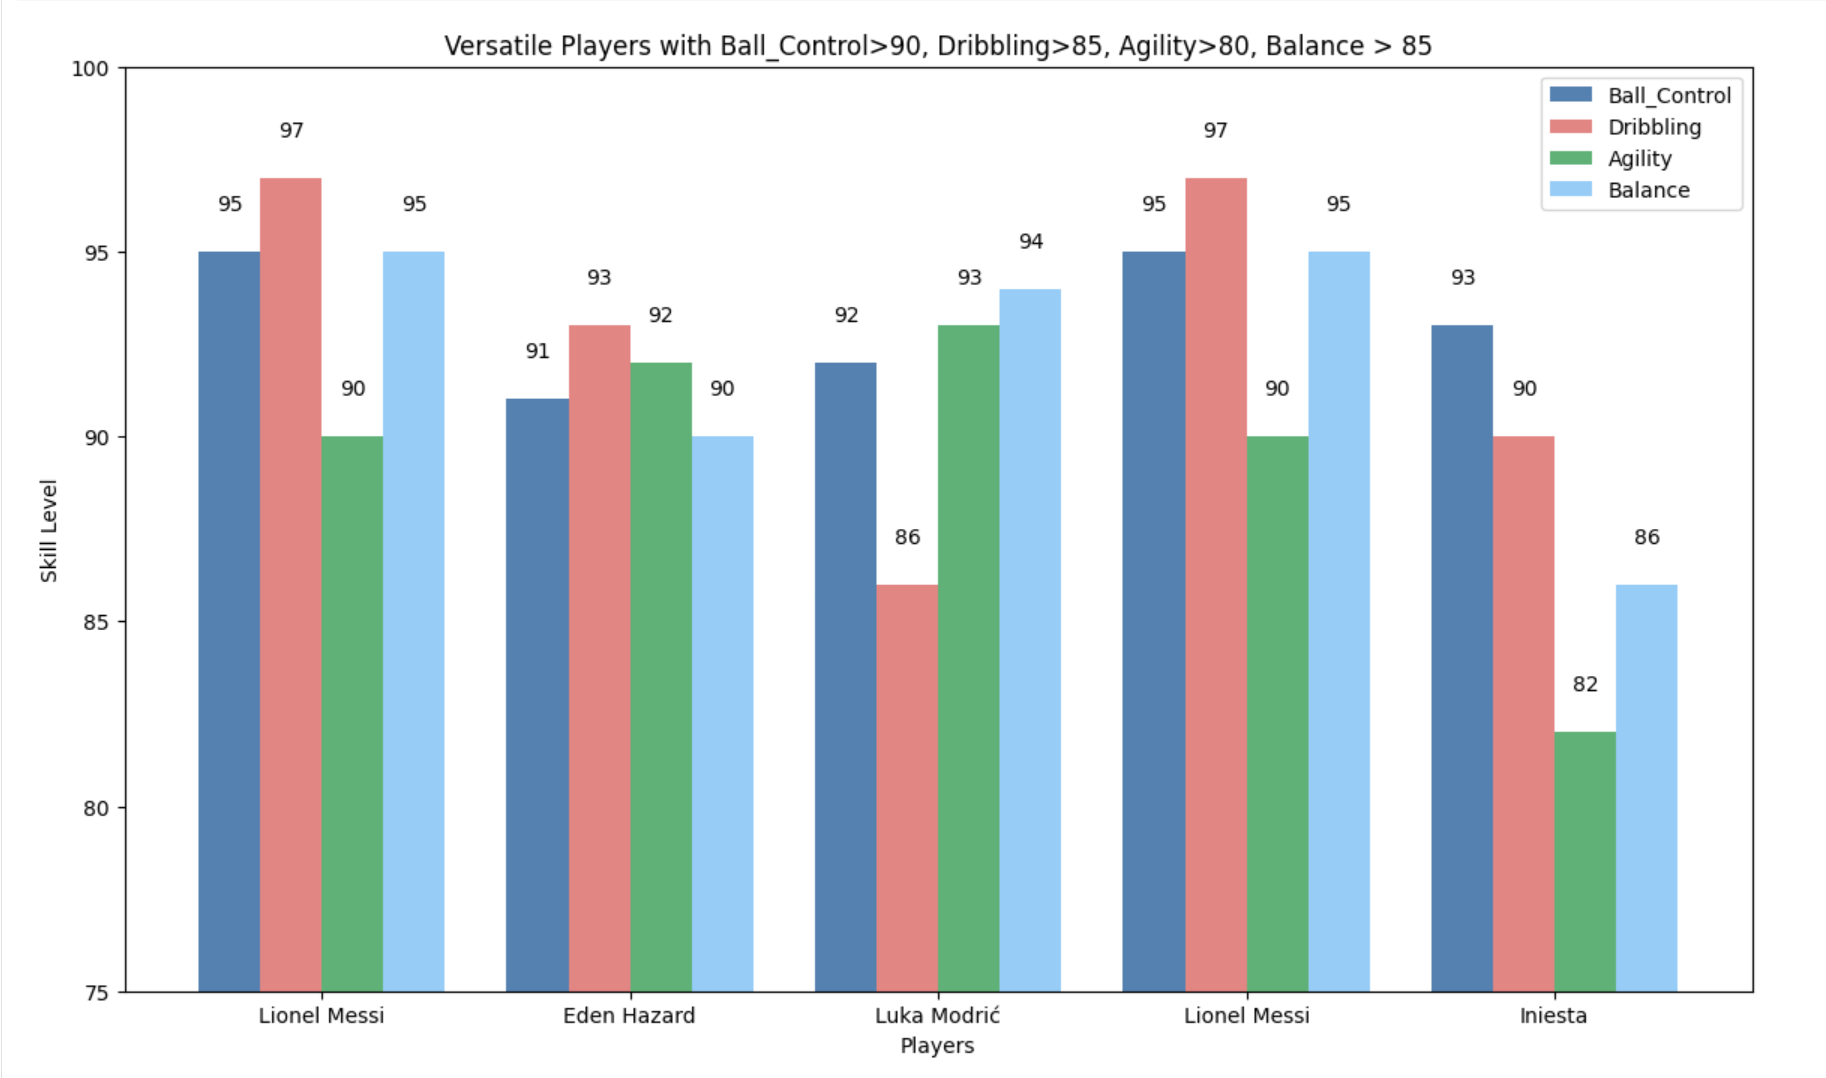 Versatile Players with Ball_Control>90, Dribbling>85, Agility>80, Balance > 85
Ball_Control
Dribbling
Agility
Balance
Skill Level
100
95
90
85
80
75
95
97
90
95
91
93
92
90
92
86
93
94
95
97
90
95
93
90
82
86
Lionel Messi
Eden Hazard
Luka Modrić
Lionel Messi
Iniesta
Players